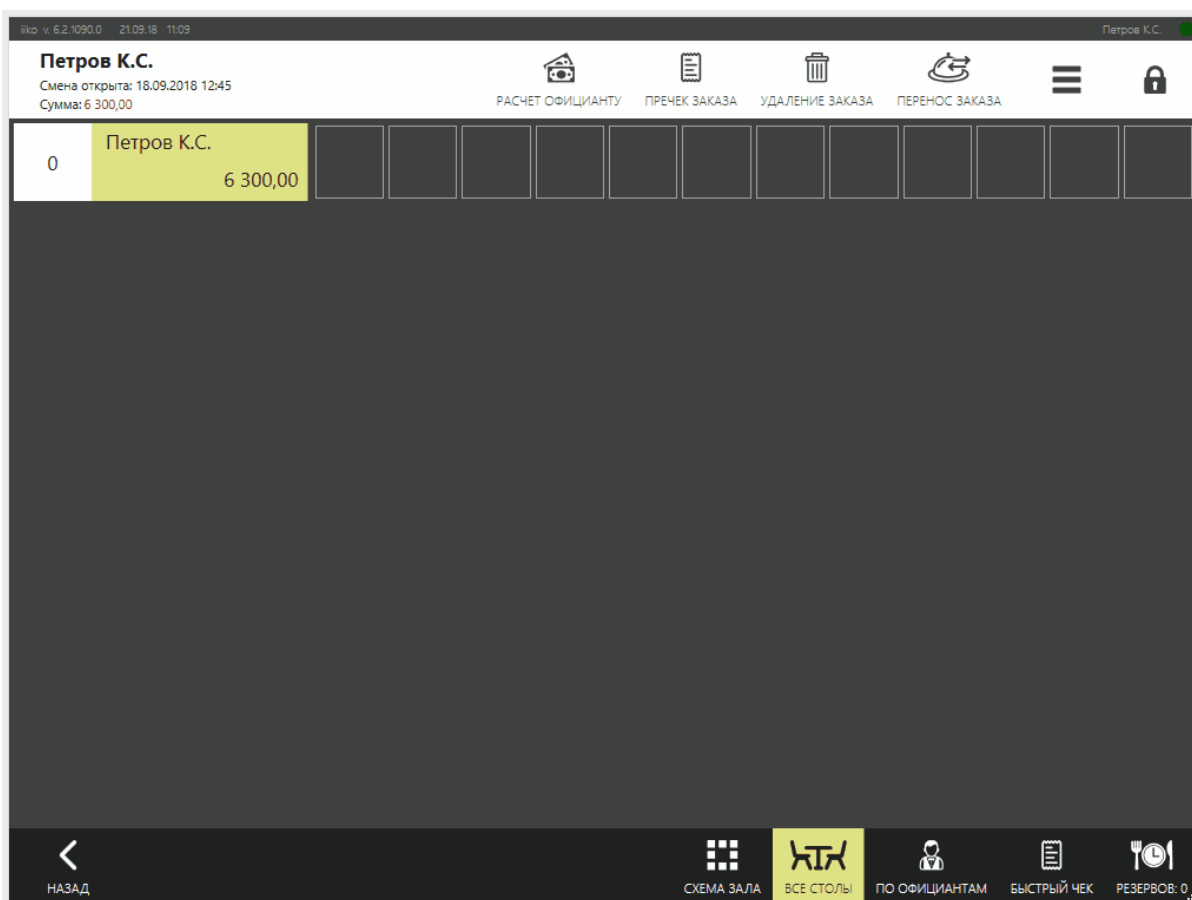 iiko v. 6.2.1090.0 21.09.18 11:09 Петров К.С.
Петров К.С.
Смена открыта: 18.09.2018 12:45
Сумма: 6 300,00
РАСЧЕТ ОФИЦИАНТУ ПРЕЧЕК ЗАКАЗА УДАЛЕНИЕ ЗАКАЗА ПЕРЕНОС ЗАКАЗА
0 Петров К.С.
6 300,00
НАЗАД СХЕМА ЗАЛА ВСЕ СТОЛЫ ПО ОФИЦИАНТАМ БЫСТРЫЙ ЧЕК РЕЗЕРВОВ: 0